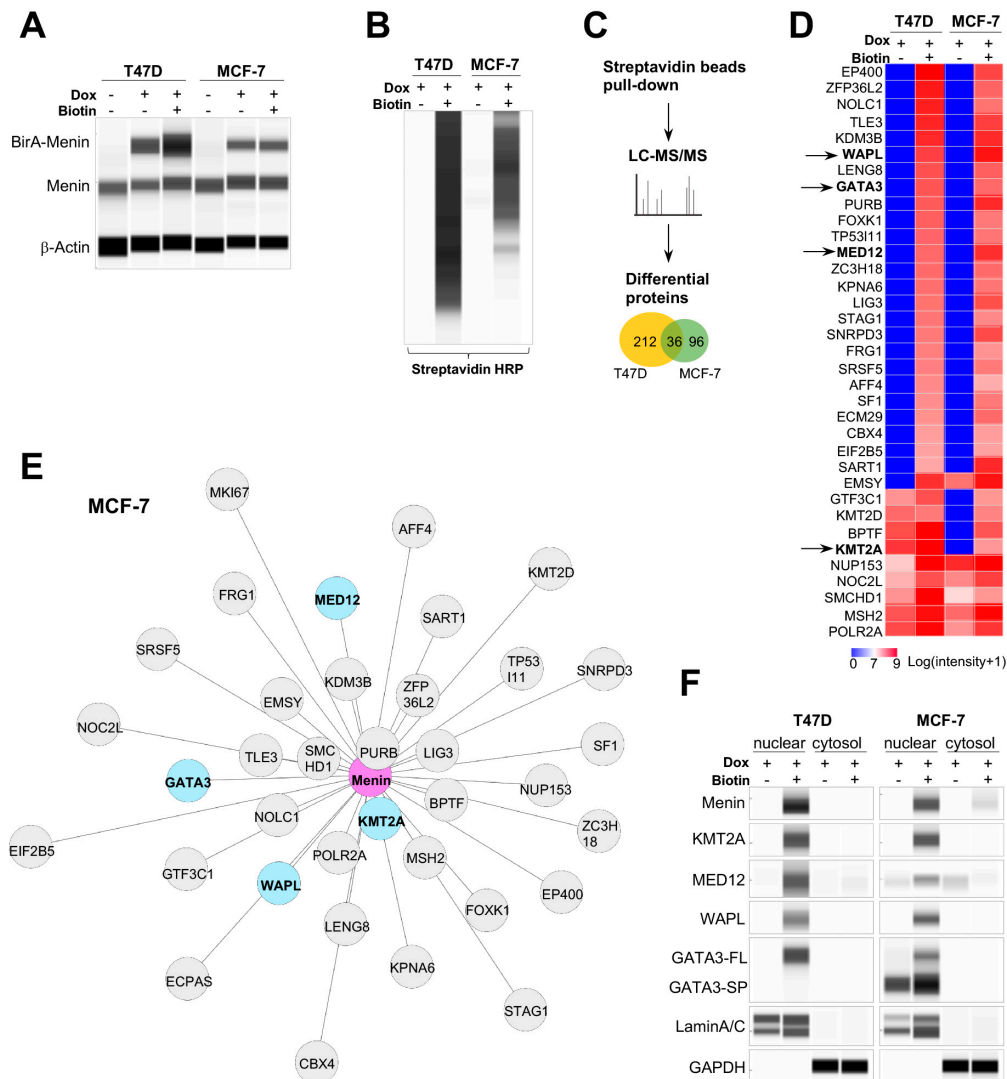 A
T47D
MCF-7
Dox - + + - + +
Biotin + +
BirA-Menin
Menin
β-Actin
B
T47D
MCF-7
Dox + + + +
Biotin - + - +
Streptavidin HRP
C
Streptavidin beads
pull-down
LC-MS/MS
Differential
proteins
212 36 96
T47D
MCF-7
D
T47D
MCF-7
Dox + + + +
Biotin - + - +
EP400
ZFP36L2
NOLC1
TLE3
KDM3B
WAPL
LENG8
GATA3
PURB
FOXK1
TP53I11
MED12
ZC3H18
KPNA6
LIG3
STAG1
SNRPD3
FRG1
SRSF5
AFF4
SF1
ECM29
CBX4
EIF2B5
SART1
EMSY
GTF3C1
KMT2D
BPTF
KMT2A
NUP153
NOC2L
SMCHD1
MSH2
POLR2A
0 7 9 Log(intensity+1)
E
MCF-7
MKI67
AFF4
MED12
KMT2D
FRG1
SART1
SRSF5
KDM3B
ZFP
36L2
TP53
I11
SNRPD3
EMSY
NOC2L
TLE3
SMC
HD1
PURB
LIG3
SF1
GATA3
Menin
NUP153
NOLC1
KMT2A
BPTF
ZC3H
18
EIF2B5
GTF3C1
POLR2A
MSH2
WAPL
EP400
LENG8
FOXK1
ECPAS
KPNA6
STAG1
CBX4
F
T47D
MCF-7
nuclear cytosol nuclear cytosol
Dox + + + + + + + +
Biotin - + - + - + - +
Menin
KMT2A
MED12
WAPL
GATA3-FL
GATA3-SP
LaminA/C
GAPDH